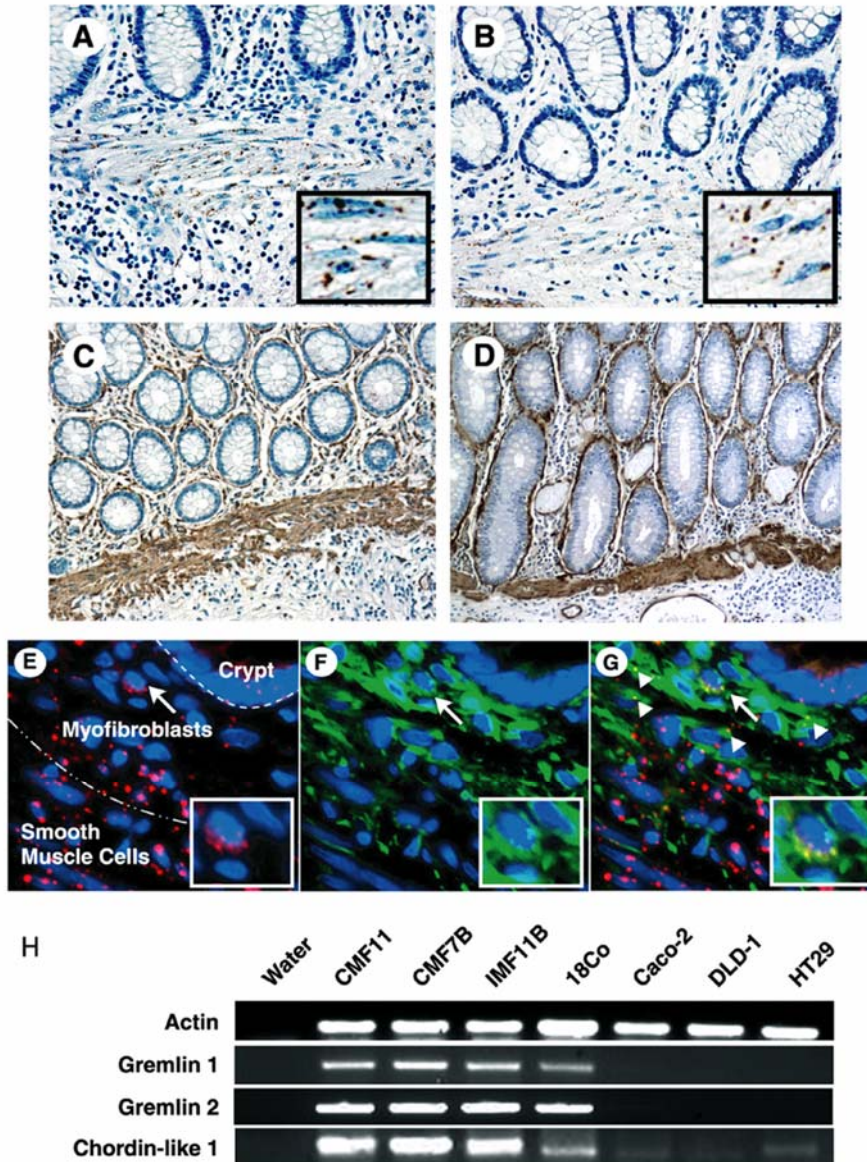 A
B
C
D
E
Crypt
Myofibroblasts
Smooth
Muscle Cells
F
G
H
Water
CMF11
CMF7B
IMF11B
18Co
Caco-2
DLD-1
HT29
Actin
Gremlin 1
Gremlin 2
Chordin-like 1